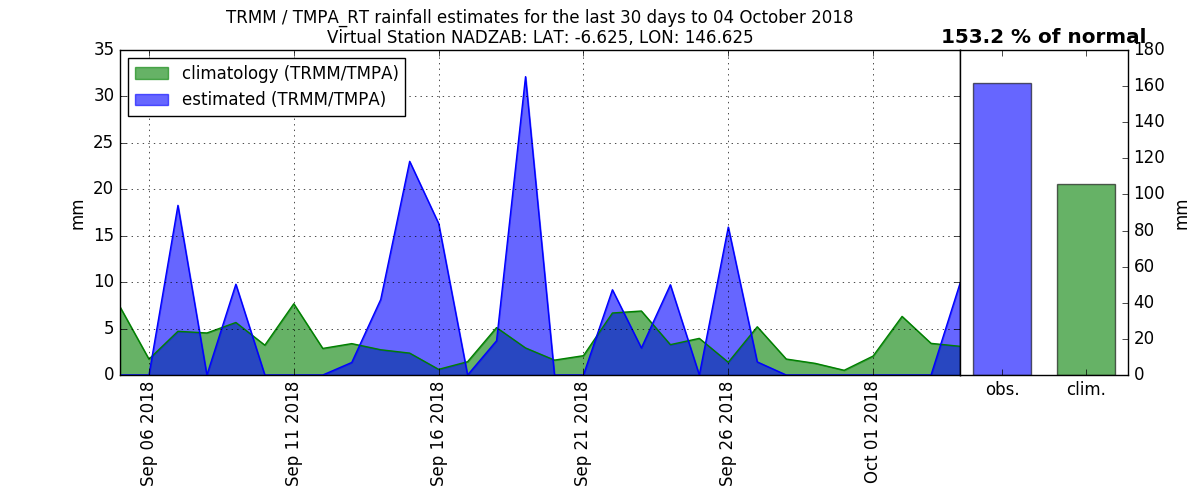 TRMM / TMPA_RT rainfall estimates for the last 30 days to 04 October 2018
Virtual Station NADZAB: LAT: -6.625, LON: 146.625
153.2 % of normal
climatology (TRMM/TMPA)
estimated (TRMM/TMPA)
35
30
25
20
15
10
5
0
mm
Sep 06 2018
Sep 11 2018
Sep 16 2018
Sep 21 2018
Sep 26 2018
Oct 01 2018
obs.
clim.
180
160
140
120
100
80
60
40
20
0
mm